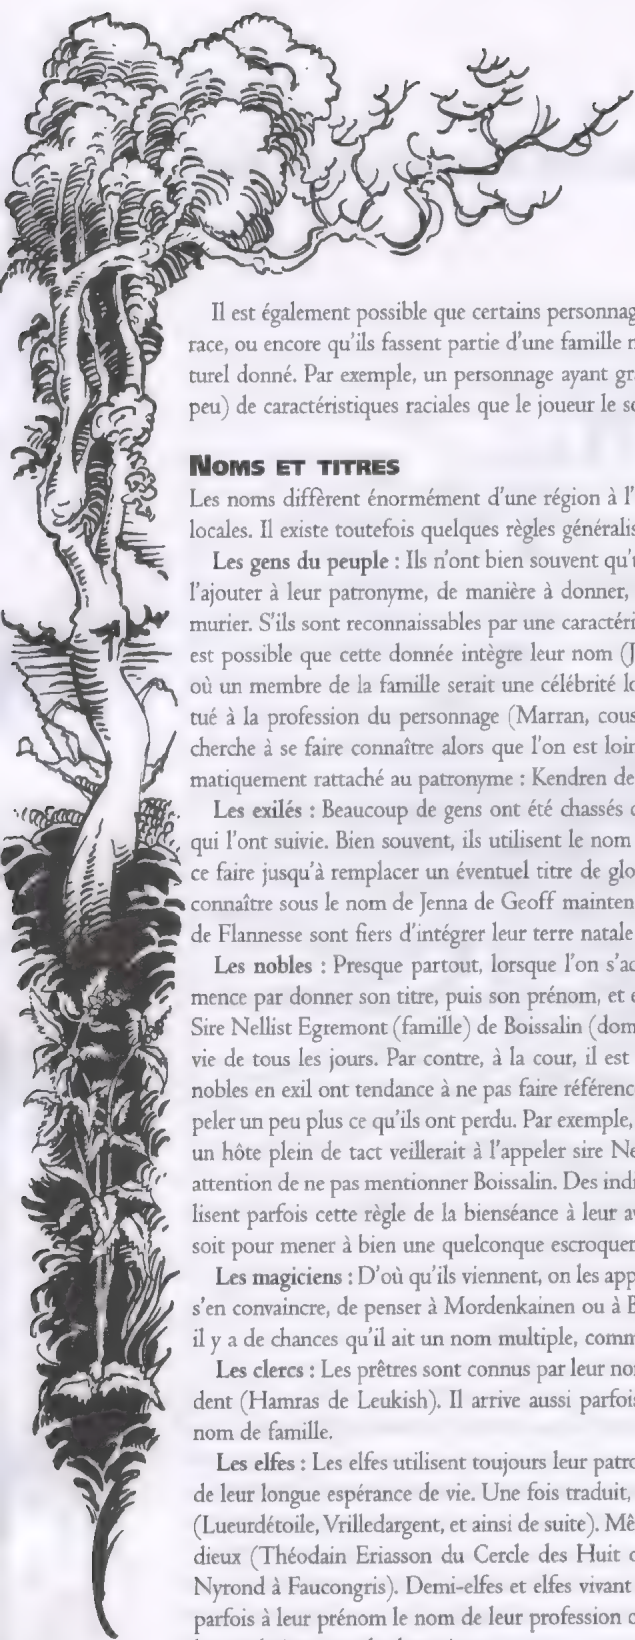 Il est également possible que certains personnag
race, ou encore qu'ils fassent partie d'une famille n
turel donné. Par exemple, un personnage ayant gr
peu) de caractéristiques raciales que le joueur le so
NOMS ET TITRES
Les noms diffèrent énormément d'une région à l'
locales. Il existe toutefois quelques règles généralis
Les gens du peuple : Ils n'ont bien souvent qu'u
l'ajouter à leur patronyme, de manière à donner,
murier. S'ils sont reconnaissables par une caractéri
est possible que cette donnée intègre leur nom (J
où un membre de la famille serait une célébrité lo
tué à la profession du personnage (Marran, cous
cherche à se faire connaître alors que l'on est loin
matiquement rattaché au patronyme : Kendren de
Les exilés : Beaucoup de gens ont été chassés d
qui l'ont suivie. Bien souvent, ils utilisent le nom
ce faire jusqu'à remplacer un éventuel titre de glo
connaître sous le nom de Jenna de Geoff mainten
de Flannesse sont fiers d'intégrer leur terre natale
Les nobles : Presque partout, lorsque l'on s'ad
mence par donner son titre, puis son prénom, et e
Sire Nellist Egremont (famille) de Boissalin (dom
vie de tous les jours. Par contre, à la cour, il est
nobles en exil ont tendance à ne pas faire référenc
peler un peu plus ce qu'ils ont perdu. Par exemple,
un hôte plein de tact veillerait à l'appeler sire Ne
attention de ne pas mentionner Boissalin. Des indi
lisent parfois cette règle de la bienséance à leur av
soit pour mener à bien une quelconque escroquer
Les magiciens : D'où qu'ils viennent, on les app
s'en convaincre, de penser à Mordenkainen ou à B
il y a de chances qu'il ait un nom multiple, comm
Les clercs : Les prêtres sont connus par leur nom
dent (Hamras de Leukish). Il arrive aussi parfois
nom de famille.
Les elfes : Les elfes utilisent toujours leur patro
de leur longue espérance de vie. Une fois traduit,
(Lueurdétoile, Vrilledargent, et ainsi de suite). Mê
dieux (Théodain Eriasson du Cercle des Huit o
Nyrond à Faucongris). Demi-elfes et elfes vivant
parfois à leur prénom le nom de leur profession o